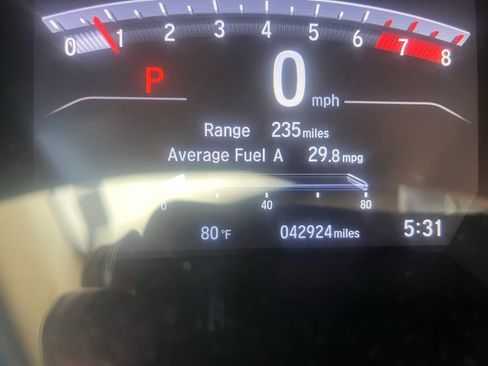 0 1 2 3 4 5 6 7 8
P
0 mph
Range 235 miles
Average Fuel A 29.8 mpg
0 40 80
80 °F 042924 miles 5:31